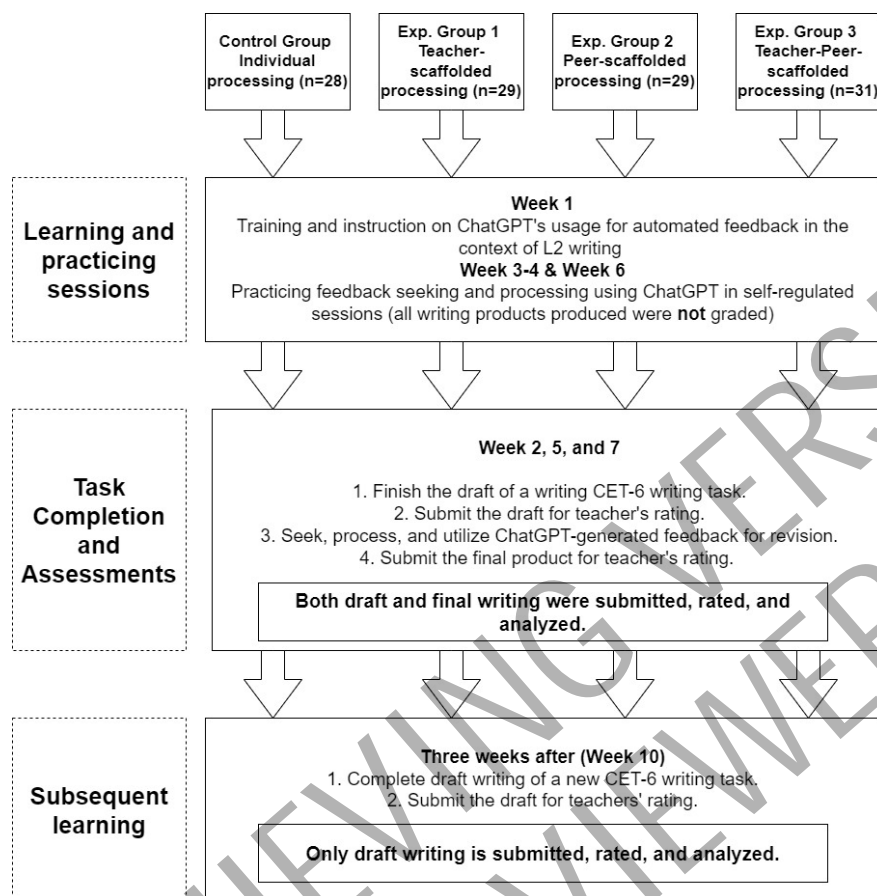 Control Group
Individual
processing (n=28)
Exp. Group 1
Teacher-
scaffolded
processing (n=29)
Exp. Group 2
Peer-scaffolded
processing (n=29)
Exp. Group 3
Teacher-Peer-
scaffolded
processing (n=31)
Learning and
practicing
sessions
Week 1
Training and instruction on ChatGPT's usage for automated feedback in the
context of L2 writing
Week 3-4 & Week 6
Practicing feedback seeking and processing using ChatGPT in self-regulated
sessions (all writing products produced were not graded)
Task
Completion
and
Assessments
Week 2, 5, and 7
1. Finish the draft of a writing CET-6 writing task.
2. Submit the draft for teacher's rating.
3. Seek, process, and utilize ChatGPT-generated feedback for revision.
4. Submit the final product for teacher's rating.
Both draft and final writing were submitted, rated, and
analyzed.
Subsequent
learning
Three weeks after (Week 10)
1. Complete draft writing of a new CET-6 writing task.
2. Submit the draft for teachers' rating.
Only draft writing is submitted, rated, and analyzed.